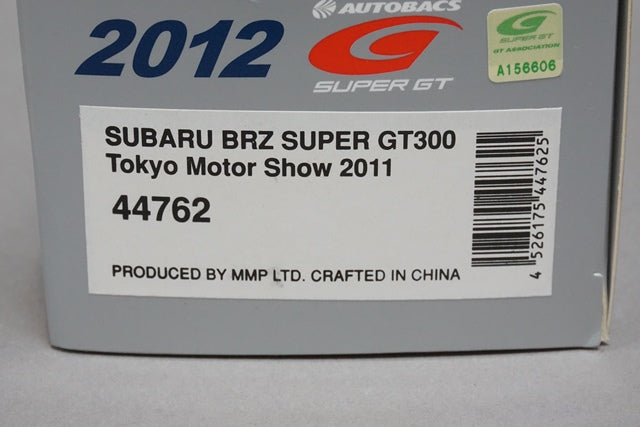 2012
AUTOBACS
SUPER GT
SUPER GT
GT ASSOCIATION
A156606
SUBARU BRZ SUPER GT300
Tokyo Motor Show 2011
44762
PRODUCED BY MMP LTD. CRAFTED IN CHINA
4 526175 447625